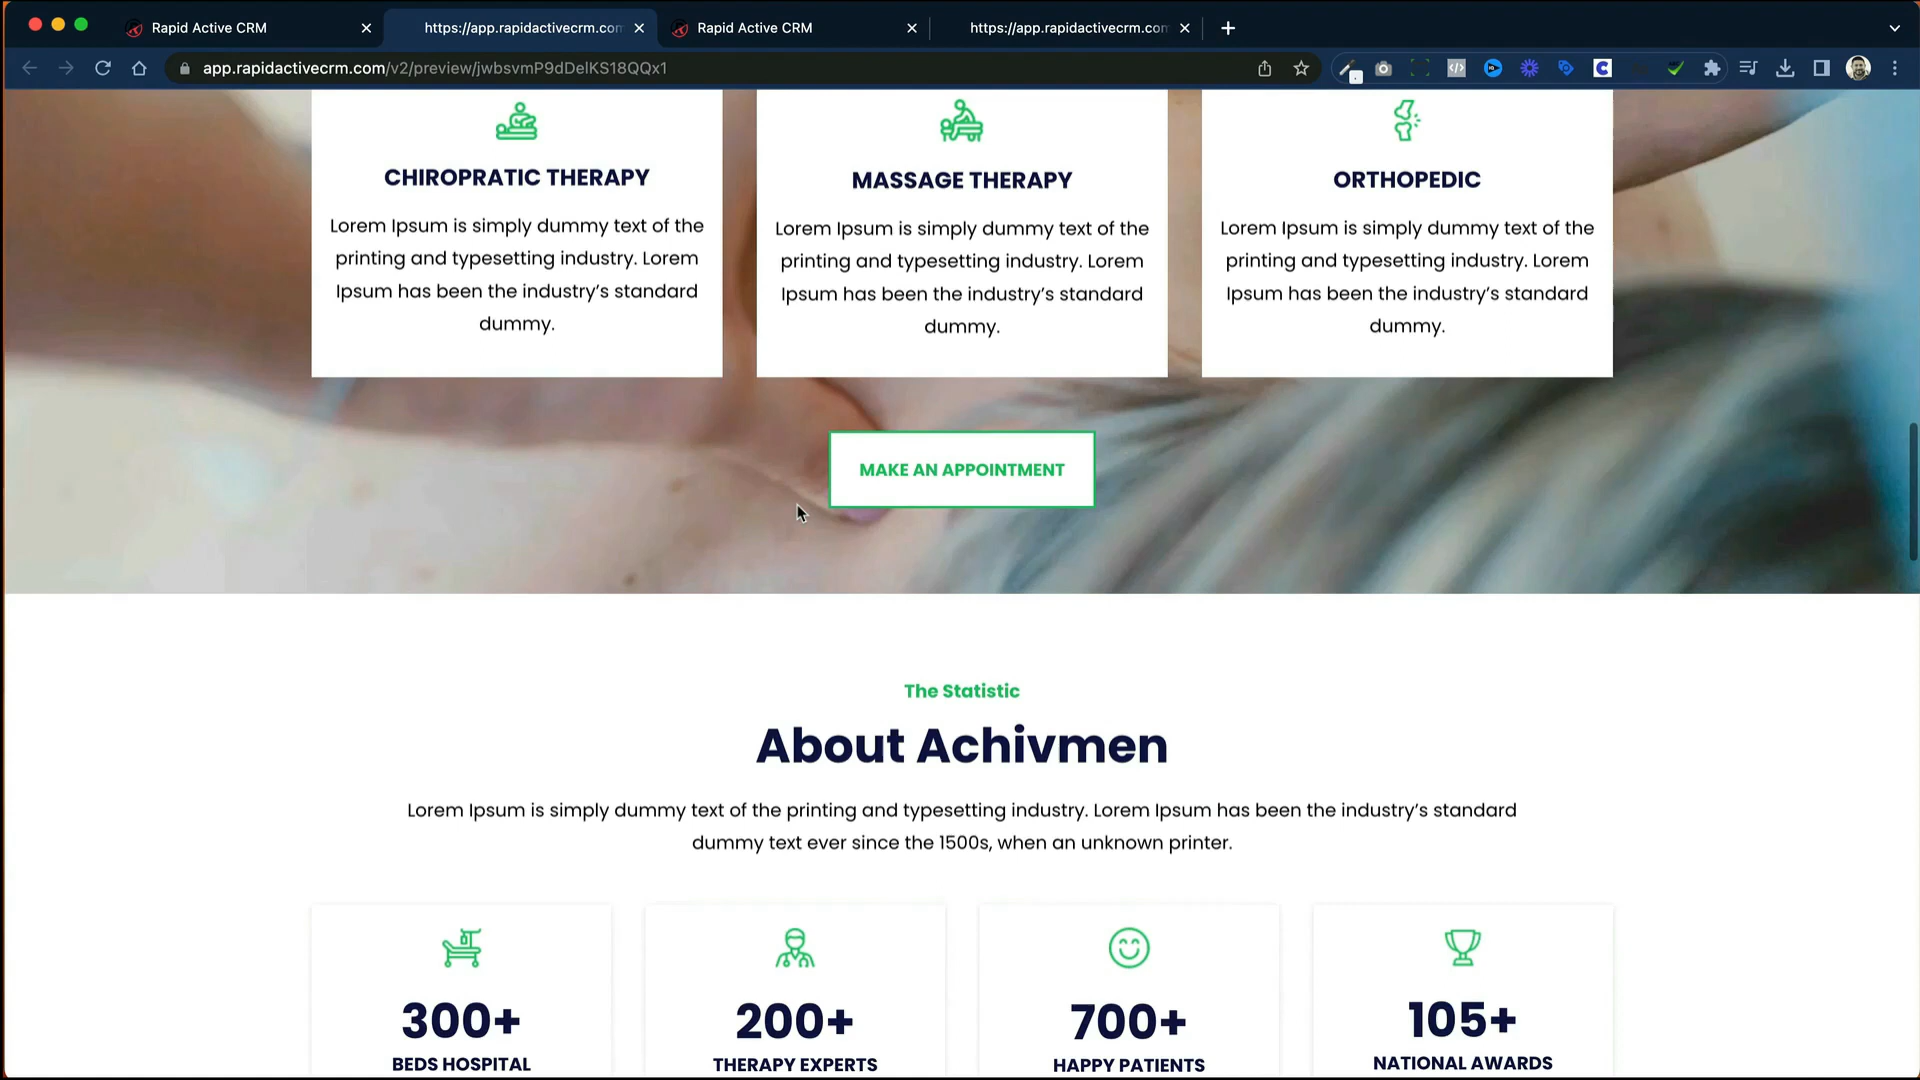 Rapid Active CRM
https://app.rapidactivecrm.con
Rapid Active CRM
https://app.rapidactivecrm.con
app.rapidactivecrm.com/v2/preview/jwbsvmP9dDelKS18QQx1
CHIROPRATIC THERAPY
Lorem Ipsum is simply dummy text of the
printing and typesetting industry. Lorem
Ipsum has been the industry’s standard
dummy.
MASSAGE THERAPY
Lorem Ipsum is simply dummy text of the
printing and typesetting industry. Lorem
Ipsum has been the industry’s standard
dummy.
ORTHOPEDIC
Lorem Ipsum is simply dummy text of the
printing and typesetting industry. Lorem
Ipsum has been the industry’s standard
dummy.
MAKE AN APPOINTMENT
The Statistic
About Achivmen
Lorem Ipsum is simply dummy text of the printing and typesetting industry. Lorem Ipsum has been the industry’s standard
dummy text ever since the 1500s, when an unknown printer.
300+
BEDS HOSPITAL
200+
THERAPY EXPERTS
700+
HAPPY PATIENTS
105+
NATIONAL AWARDS